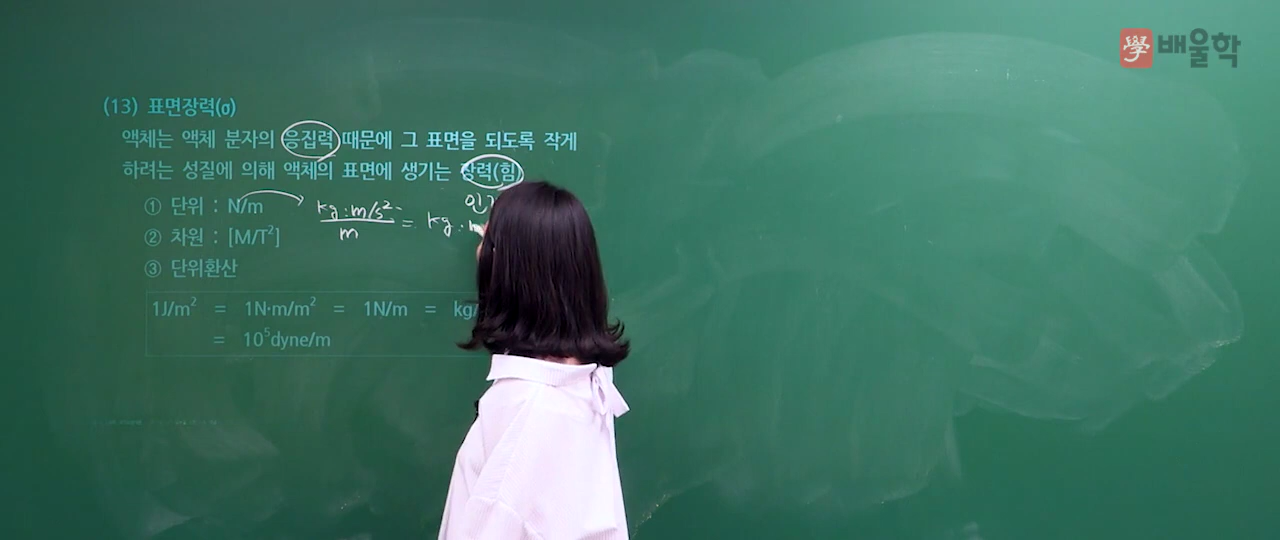 學 배울학
(13) 표면장력(σ)
액체는 액체 분자의 응집력 때문에 그 표면을 되도록 작게
하려는 성질에 의해 액체의 표면에 생기는 장력(힘)
① 단위 : N/m
kg·m/s²
m
= kg·
② 차원 : [M/T²]
③ 단위환산
1J/m² = 1N·m/m² = 1N/m = kg/
= 10⁵dyne/m